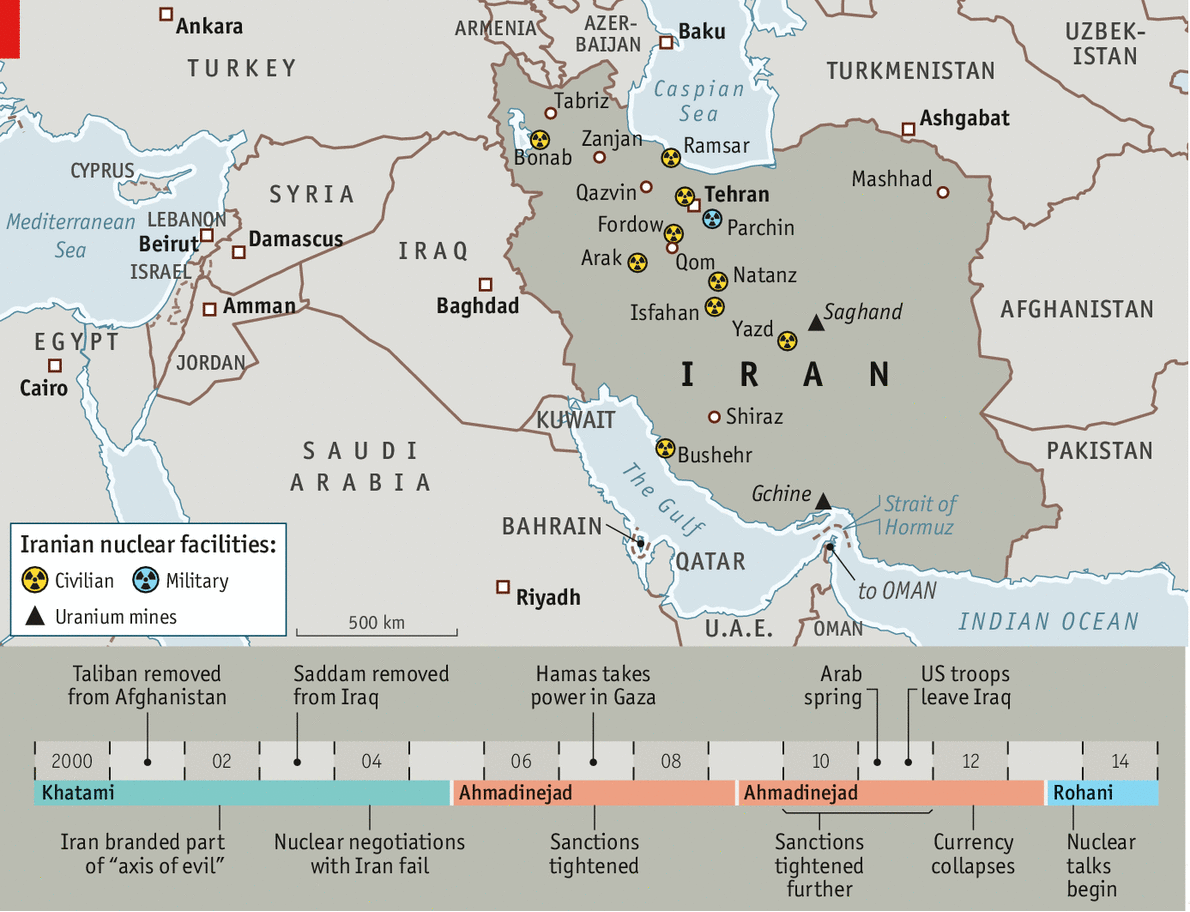 Ankara
TURKEY
ARMENIA
AZER-
BAIJAN
Baku
UZBEK-
ISTAN
TURKMENISTAN
Caspian
Sea
Ashgabat
Tabriz
Zanjan
Bonab
Ramsar
Mashhad
CYPRUS
SYRIA
Qazvin
Tehran
Mediterranean
Sea
LEBANON
Beirut
Damascus
IRAQ
Fordow
Parchin
ISRAEL
Arak
Qom
Natanz
Amman
Baghdad
Isfahan
Saghand
AFGHANISTAN
EGYPT
Yazd
JORDAN
Cairo
IRAN
KUWAIT
Shiraz
SAUDI
ARABIA
PAKISTAN
Bushehr
The Gulf
Gchine
Strait of
Hormuz
BAHRAIN
QATAR
to OMAN
Riyadh
U.A.E.
OMAN
INDIAN OCEAN
Iranian nuclear facilities:
Civilian
Military
Uranium mines
500 km
Taliban removed
from Afghanistan
Saddam removed
from Iraq
Hamas takes
power in Gaza
Arab
spring
US troops
leave Iraq
2000 02 04 06 08 10 12 14
Khatami Ahmadinejad Ahmadinejad Rohani
Iran branded part
of “axis of evil”
Nuclear negotiations
with Iran fail
Sanctions
tightened
Sanctions
tightened
further
Currency
collapses
Nuclear
talks
begin